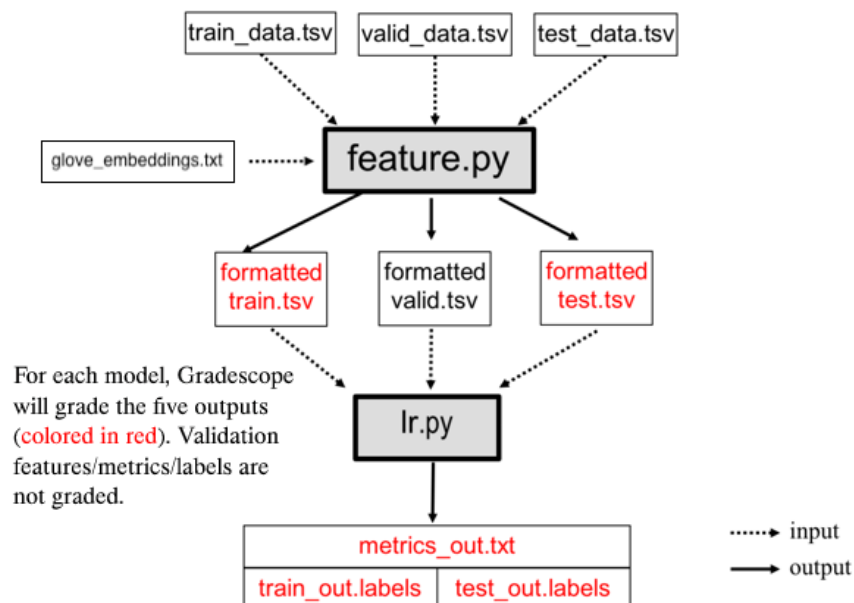 train_data.tsv
valid_data.tsv
test_data.tsv
glove_embeddings.txt
feature.py
formatted
train.tsv
formatted
valid.tsv
formatted
test.tsv
For each model, Gradescope
will grade the five outputs
(colored in red). Validation
features/metrics/labels are
not graded.
lr.py
metrics_out.txt
train_out.labels
test_out.labels
input
output